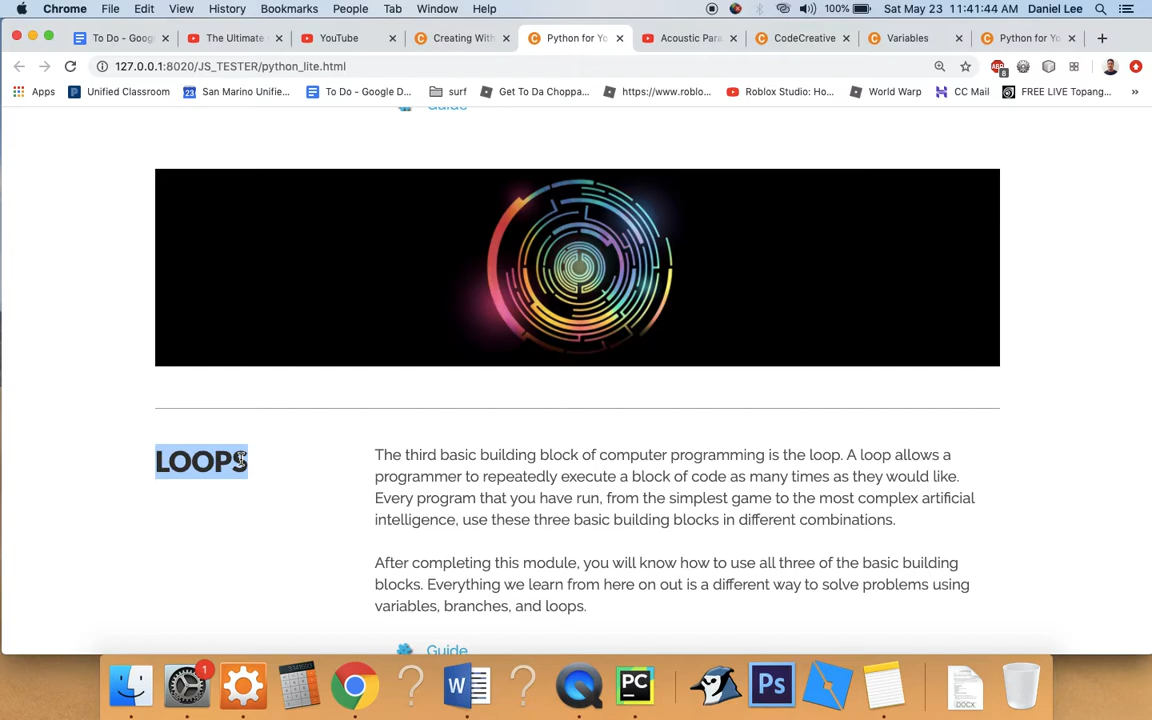 Chrome File Edit View History Bookmarks People Tab Window Help 100% Sat May 23 11:41:44 AM Daniel Lee
To Do - Goog The Ultimate YouTube Creating With Python for Yo Acoustic Para CodeCreative Variables Python for Yo
127.0.0.1:8020/JS_TESTER/python_lite.html
8
Apps Unified Classroom San Marino Unifie... To Do - Google D... surf Get To Da Choppa... https://www.roblo... Roblox Studio: Ho... World Warp CC Mail FREE LIVE Topang... »
Guide
LOOPS
The third basic building block of computer programming is the loop. A loop allows a
programmer to repeatedly execute a block of code as many times as they would like.
Every program that you have run, from the simplest game to the most complex artificial
intelligence, use these three basic building blocks in different combinations.
After completing this module, you will know how to use all three of the basic building
blocks. Everything we learn from here on out is a different way to solve problems using
variables, branches, and loops.
Guide
1
W
PC
Ps
DOCX